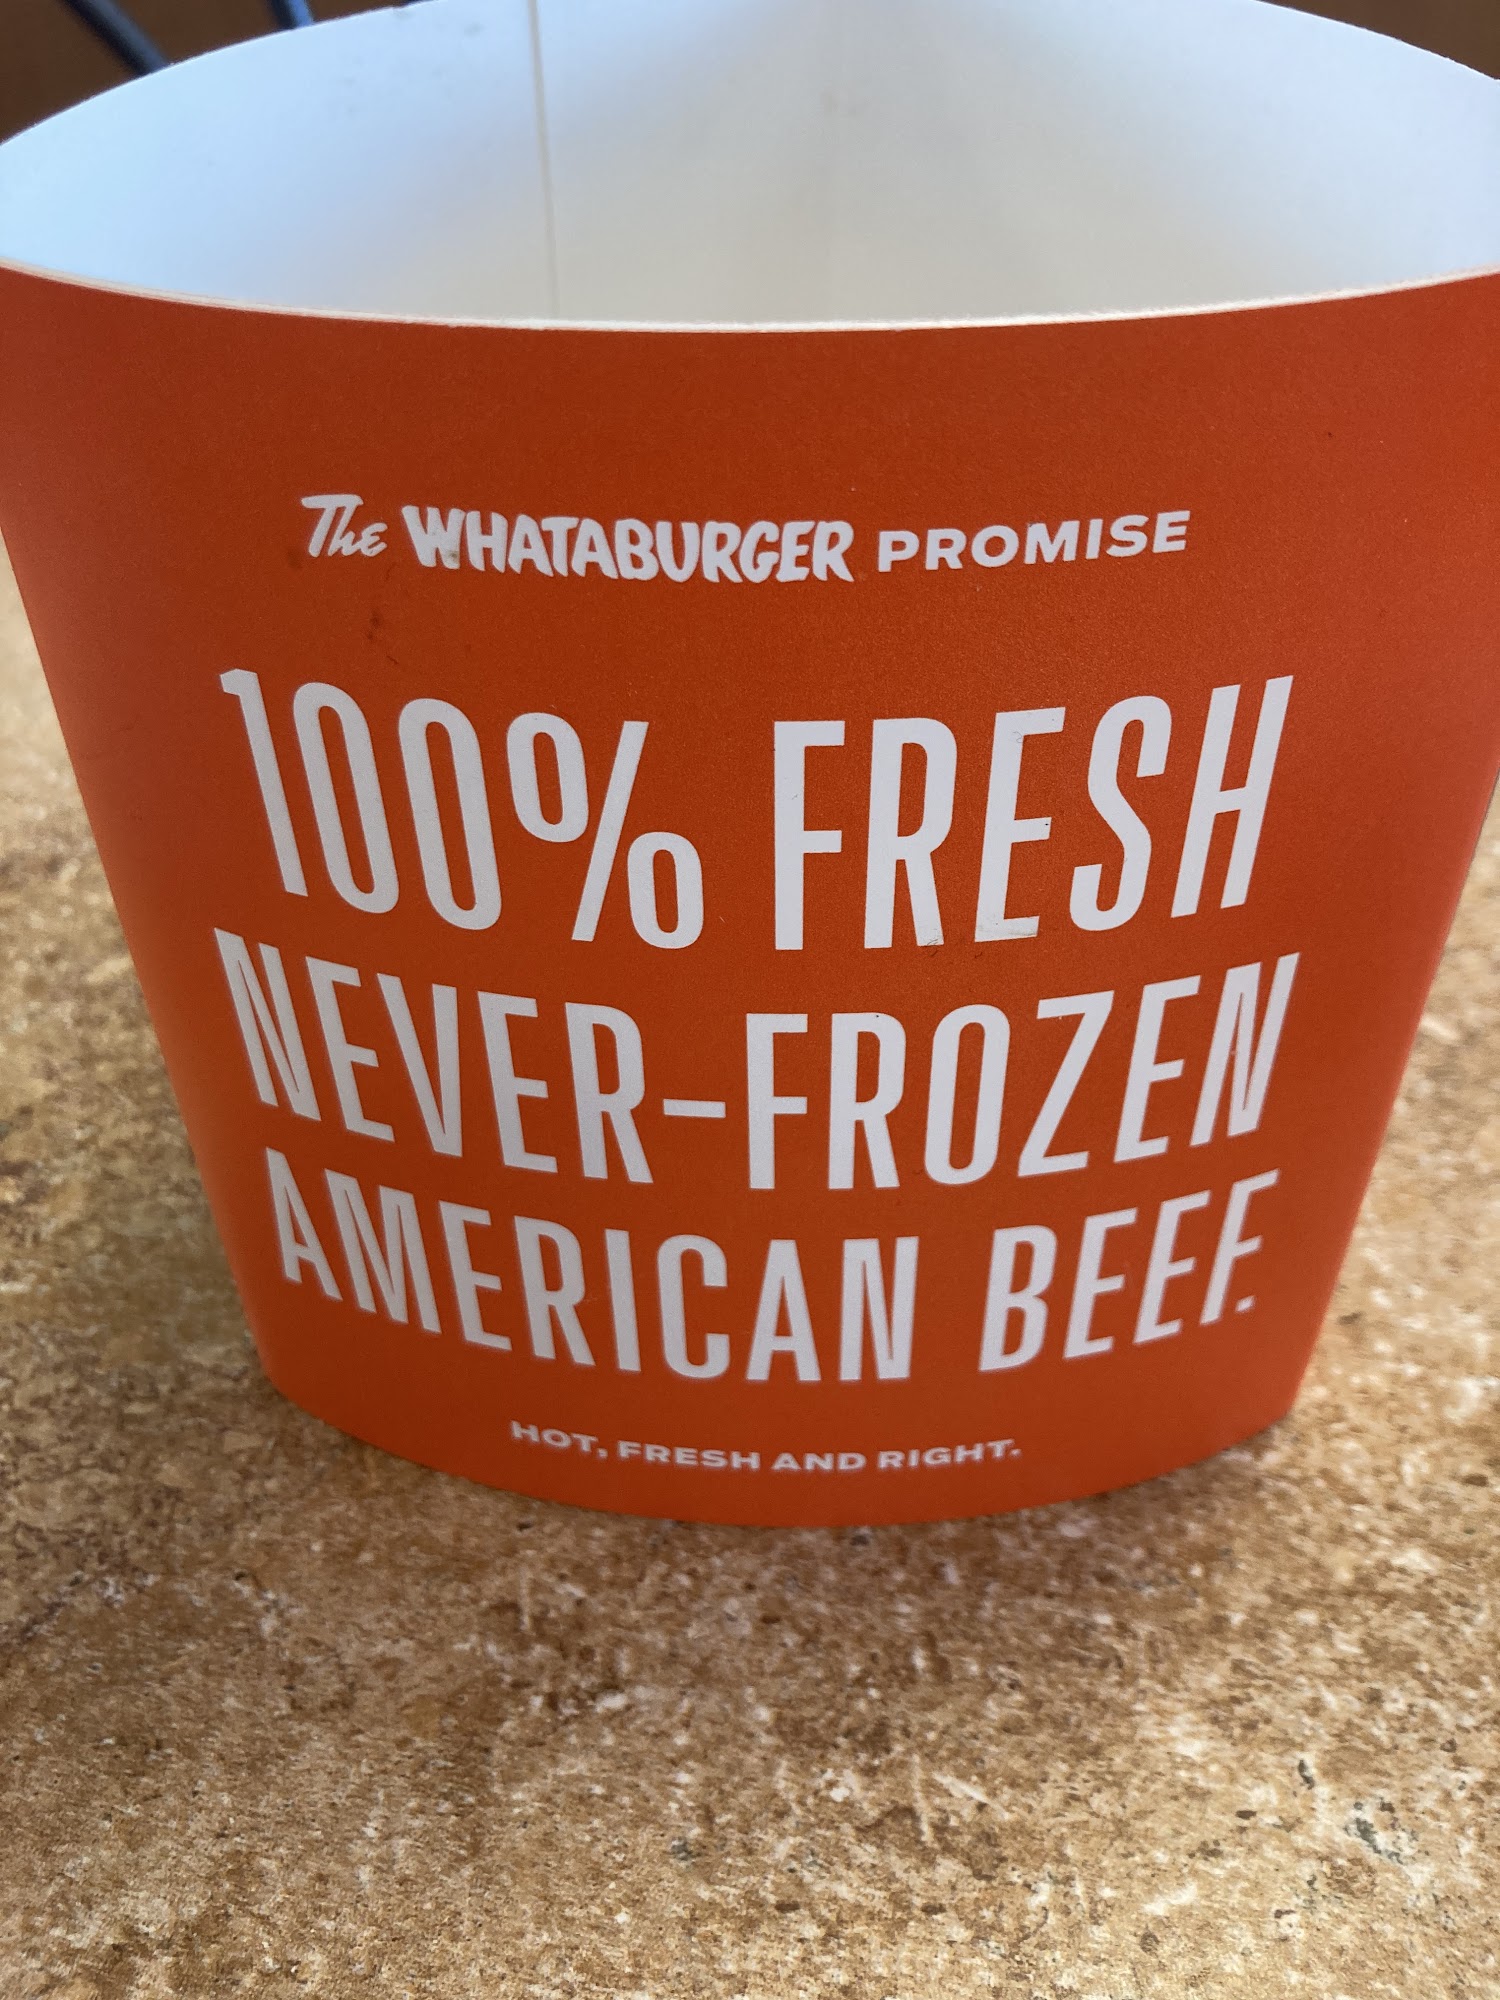 The WHATABURGER PROMISE
100% FRESH
NEVER-FROZEN
AMERICAN BEEF.
HOT, FRESH AND RIGHT.